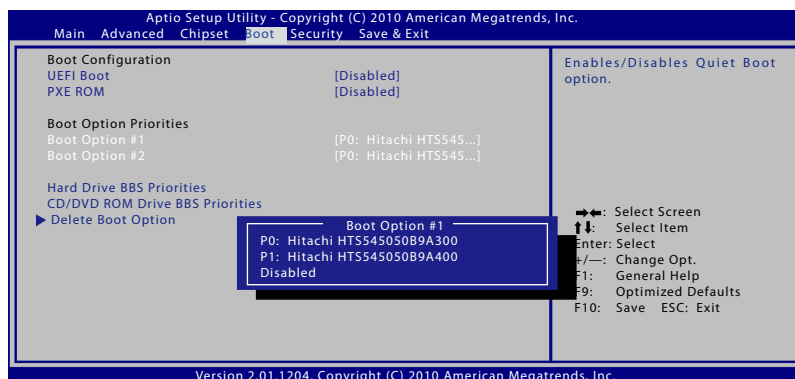 Aptio Setup Utility - Copyright (C) 2010 American Megatrends, Inc.
Main Advanced Chipset Boot Security Save & Exit
Boot Configuration
UEFI Boot [Disabled]
PXE ROM [Disabled]
Boot Option Priorities
Boot Option #1 [P0: Hitachi HTS545...]
Boot Option #2 [P0: Hitachi HTS545...]
Hard Drive BBS Priorities
CD/DVD ROM Drive BBS Priorities
Delete Boot Option
Boot Option #1
P0: Hitachi HTS545050B9A300
P1: Hitachi HTS545050B9A400
Disabled
Enables/Disables Quiet Boot
option.
→←: Select Screen
↑↓: Select Item
Enter: Select
+/—: Change Opt.
F1: General Help
F9: Optimized Defaults
F10: Save ESC: Exit
Version 2.01.1204. Copyright (C) 2010 American Megatrends, Inc.